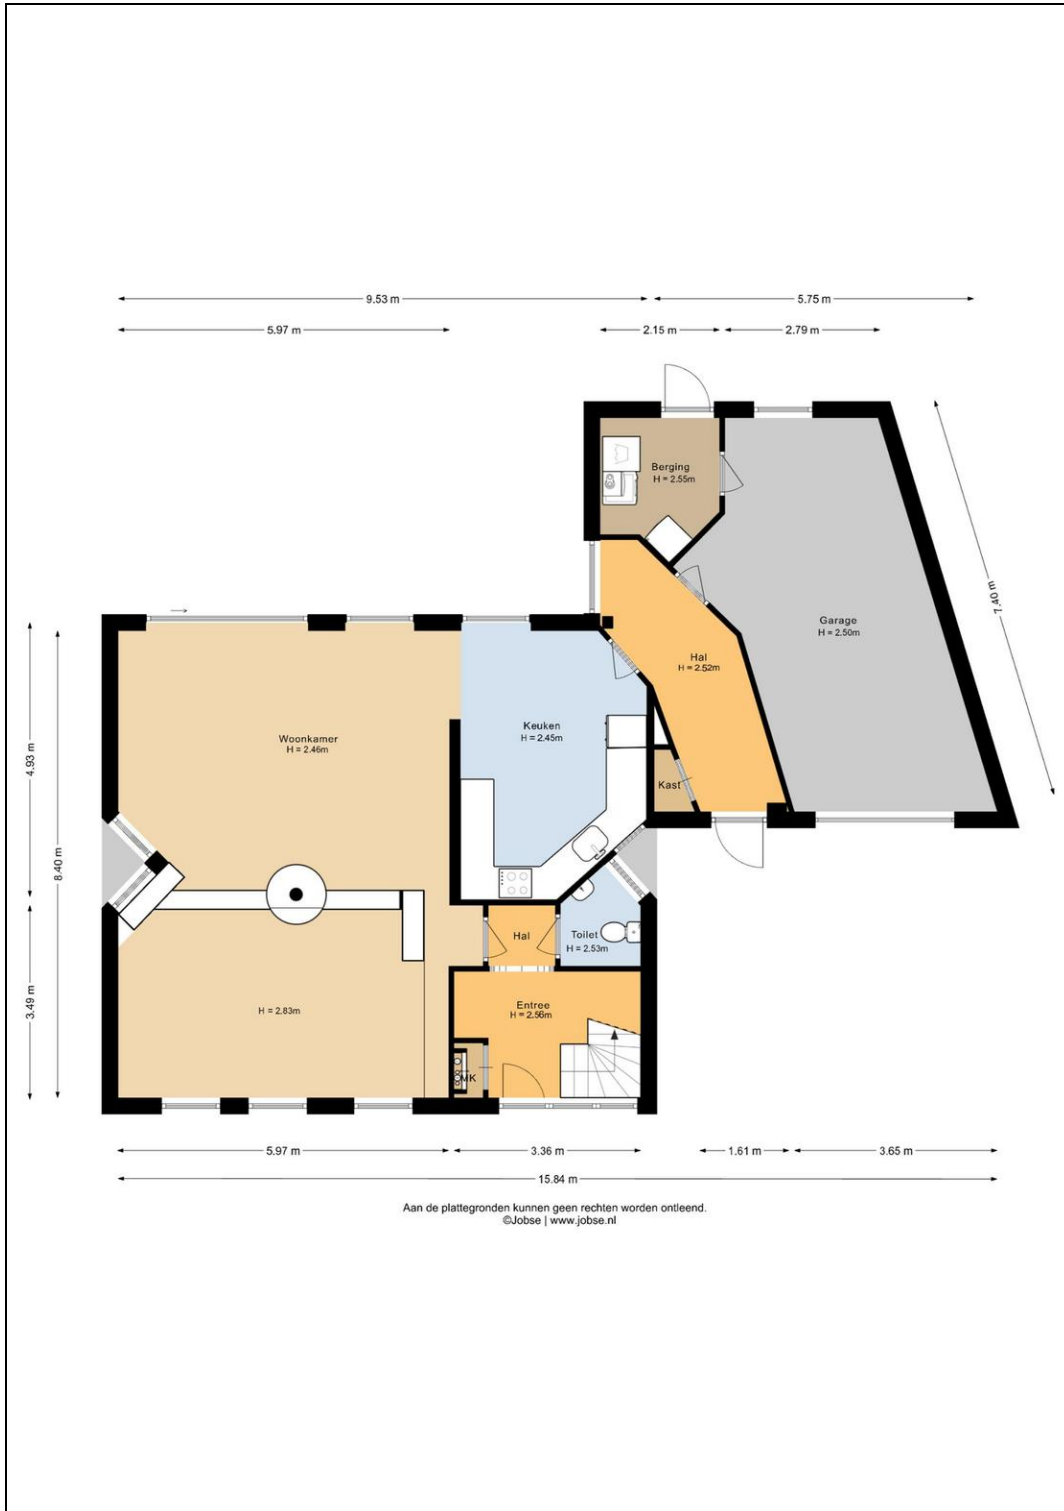 9.53 m
5.75 m
5.97 m
2.15 m
2.79 m
Berging
H = 2.55m
7.40 m
Garage
H = 2.50m
Hal
H = 2.52m
Keuken
H = 2.45m
Woonkamer
H = 2.46m
4.93 m
Kast
8.40 m
Hal
Toilet
H = 2.53m
3.49 m
H = 2.83m
Entree
H = 2.56m
MK
5.97 m
3.36 m
1.61 m
3.65 m
15.84 m
Aan de plattegronden kunnen geen rechten worden ontleend.
©Jobse | www.jobse.nl